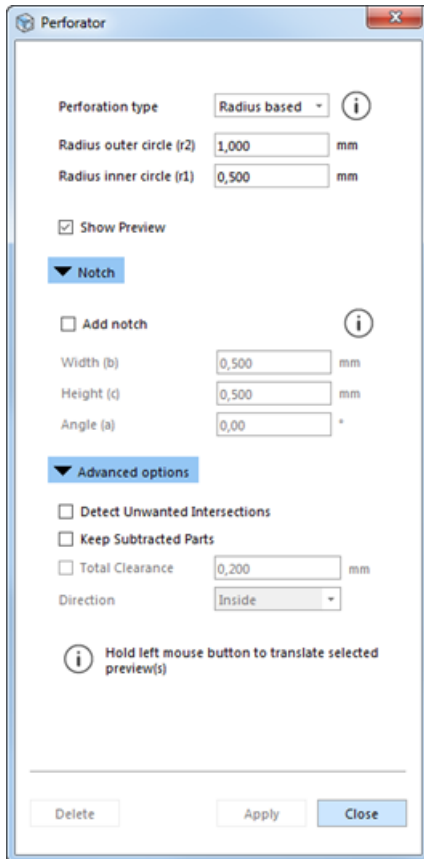 Perforator
Perforation type Radius based
Radius outer circle (r2) 1,000 mm
Radius inner circle (r1) 0,500 mm
Show Preview
Notch
Add notch
Width (b) 0,500 mm
Height (c) 0,500 mm
Angle (a) 0,00 °
Advanced options
Detect Unwanted Intersections
Keep Subtracted Parts
Total Clearance 0,200 mm
Direction Inside
Hold left mouse button to translate selected
preview(s)
Delete Apply Close